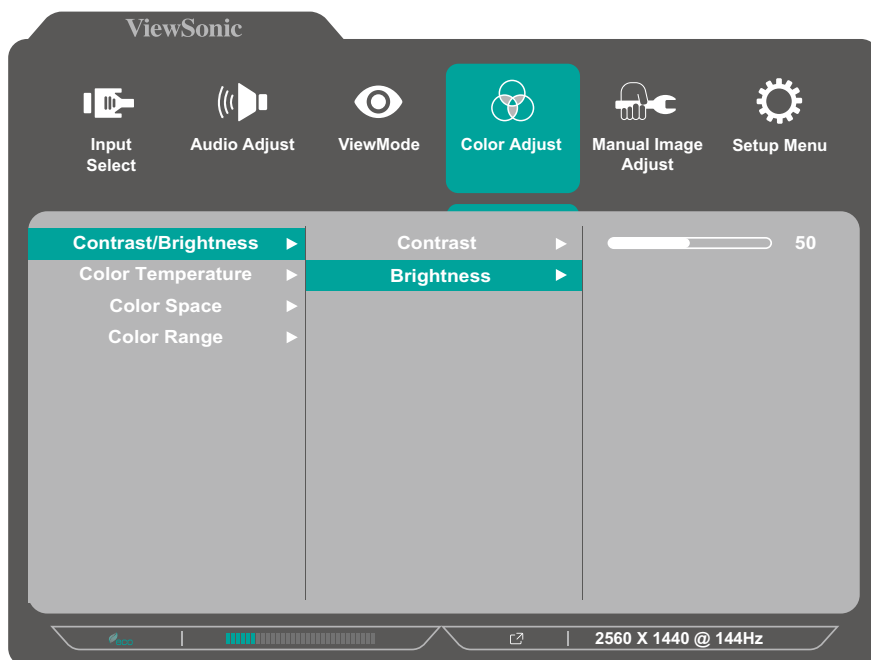 ViewSonic
Input Select
Audio Adjust
ViewMode
Color Adjust
Manual Image Adjust
Setup Menu
Contrast/Brightness
Contrast
50
Color Temperature
Brightness
Color Space
Color Range
eco
2560 X 1440 @ 144Hz